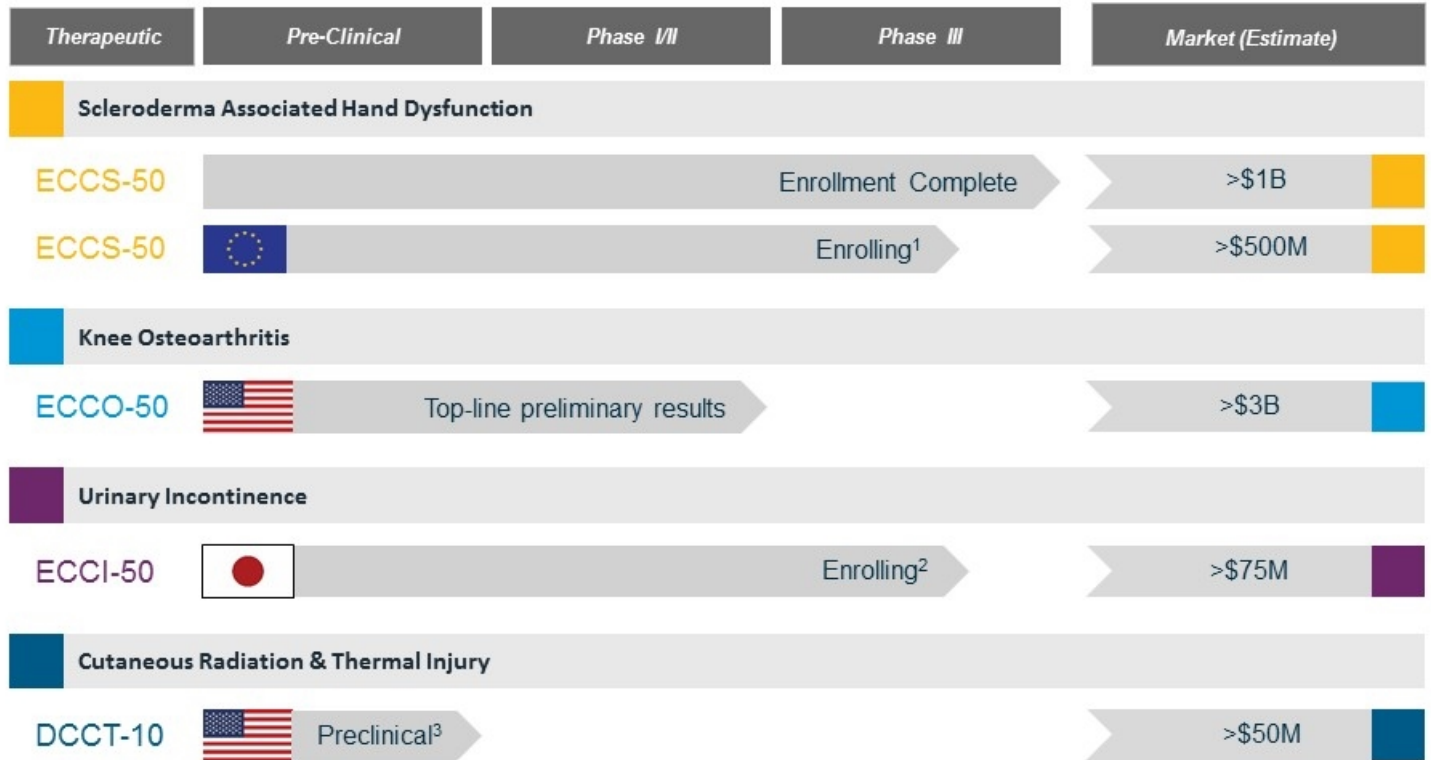 Therapeutic Pre-Clinical Phase I/II Phase III Market (Estimate)
Scleroderma Associated Hand Dysfunction
ECCS-50 Enrollment Complete >$1B
ECCS-50 Enrolling¹ >$500M
Knee Osteoarthritis
ECCO-50 Top-line preliminary results >$3B
Urinary Incontinence
ECCI-50 Enrolling² >$75M
Cutaneous Radiation & Thermal Injury
DCCT-10 Preclinical³ >$50M